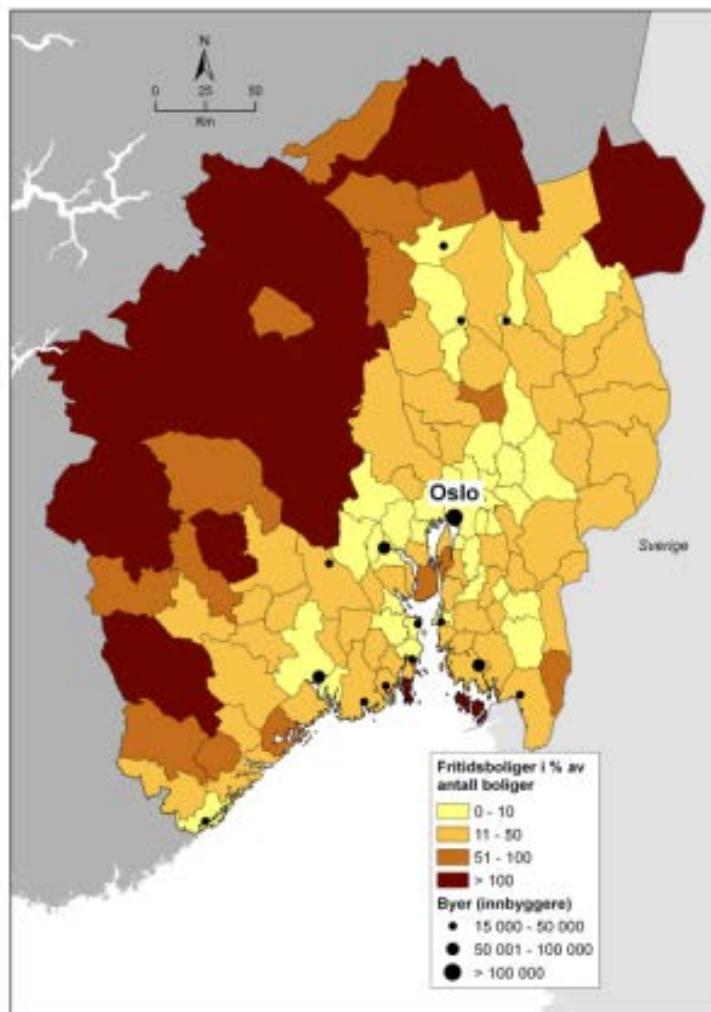 N
0 25 50
Km
Oslo
Sverige
Fritidsboliger i % av
antall boliger
0 - 10
11 - 50
51 - 100
> 100
Byer (innbyggere)
15 000 - 50 000
50 001 - 100 000
> 100 000